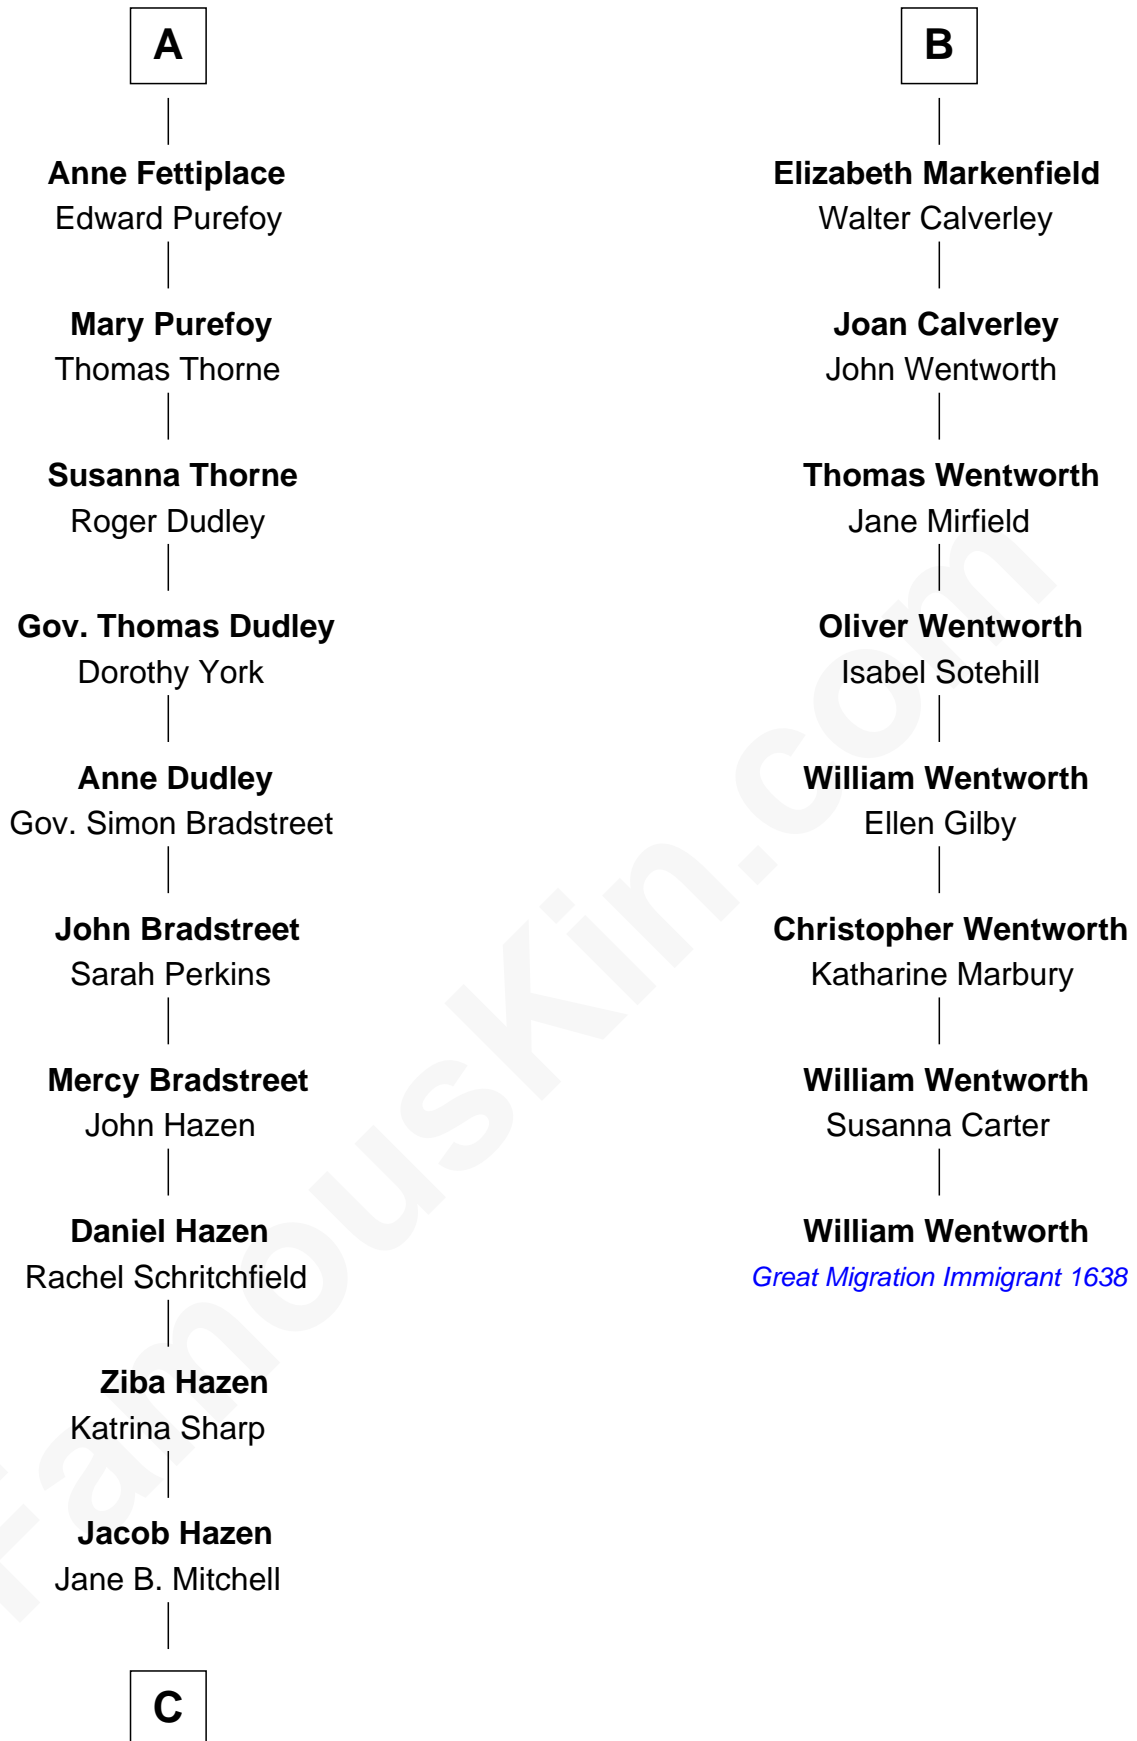 A
Anne Fettiplace
Edward Purefoy
Mary Purefoy
Thomas Thorne
Susanna Thorne
Roger Dudley
Gov. Thomas Dudley
Dorothy York
Anne Dudley
Gov. Simon Bradstreet
John Bradstreet
Sarah Perkins
Mercy Bradstreet
John Hazen
Daniel Hazen
Rachel Schritchfield
Ziba Hazen
Katrina Sharp
Jacob Hazen
Jane B. Mitchell
C
B
Elizabeth Markenfield
Walter Calverley
Joan Calverley
John Wentworth
Thomas Wentworth
Jane Mirfield
Oliver Wentworth
Isabel Sotehill
William Wentworth
Ellen Gilby
Christopher Wentworth
Katharine Marbury
William Wentworth
Susanna Carter
William Wentworth
Great Migration Immigrant 1638
FamousKin.com